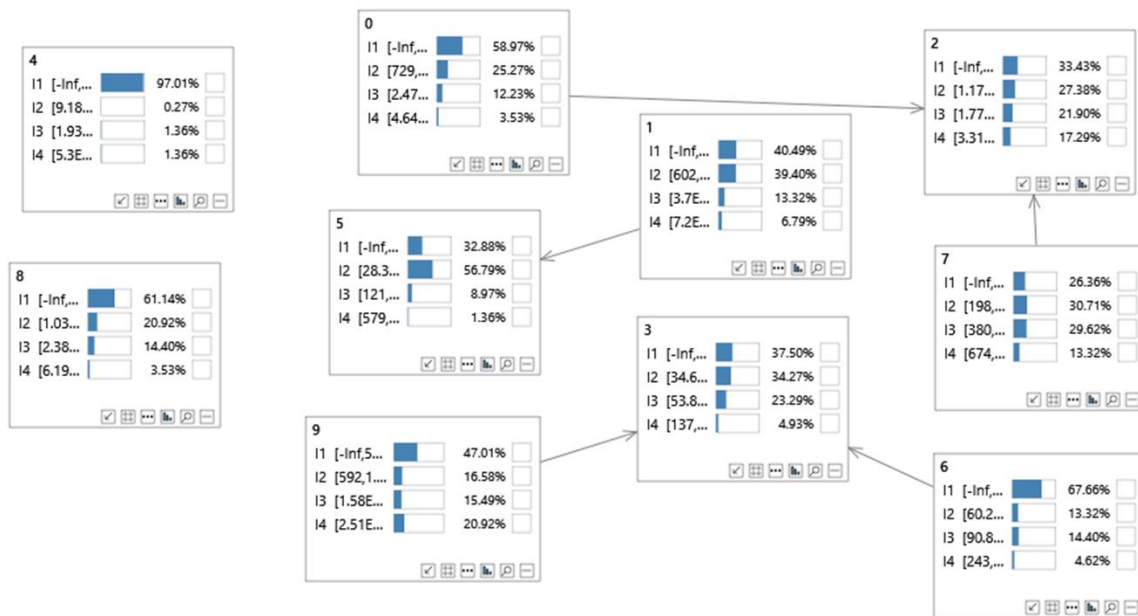 4
I1 [-Inf,... 97.01%
I2 [9.18... 0.27%
I3 [1.93... 1.36%
I4 [5.3E... 1.36%
0
I1 [-Inf,... 58.97%
I2 [729,... 25.27%
I3 [2.47... 12.23%
I4 [4.64... 3.53%
2
I1 [-Inf,... 33.43%
I2 [1.17... 27.38%
I3 [1.77... 21.90%
I4 [3.31... 17.29%
1
I1 [-Inf,... 40.49%
I2 [602,... 39.40%
I3 [3.7E... 13.32%
I4 [7.2E... 6.79%
5
I1 [-Inf,... 32.88%
I2 [28.3... 56.79%
I3 [121,... 8.97%
I4 [579,... 1.36%
8
I1 [-Inf,... 61.14%
I2 [1.03... 20.92%
I3 [2.38... 14.40%
I4 [6.19... 3.53%
7
I1 [-Inf,... 26.36%
I2 [198,... 30.71%
I3 [380,... 29.62%
I4 [674,... 13.32%
3
I1 [-Inf,... 37.50%
I2 [34.6... 34.27%
I3 [53.8... 23.29%
I4 [137,... 4.93%
9
I1 [-Inf,5... 47.01%
I2 [592,1.... 16.58%
I3 [1.58E... 15.49%
I4 [2.51E... 20.92%
6
I1 [-Inf,... 67.66%
I2 [60.2... 13.32%
I3 [90.8... 14.40%
I4 [243,... 4.62%